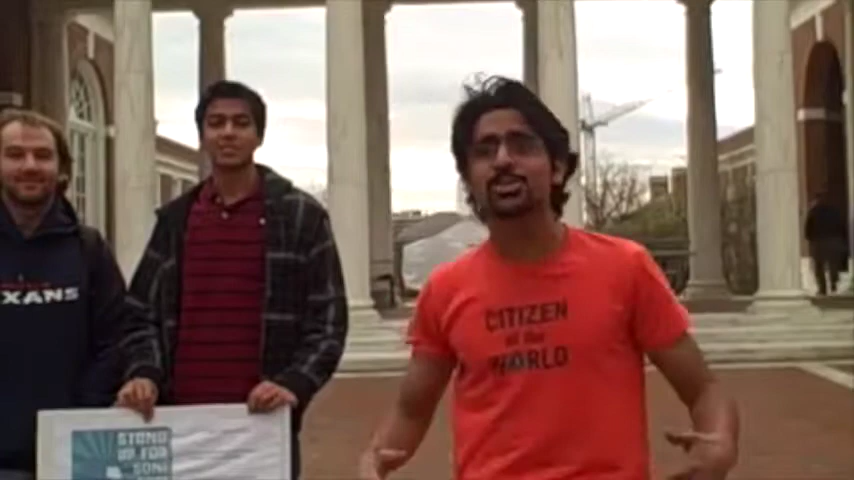 XANS
STAND
UP FOR
SONI
CITIZEN
of the
WORLD